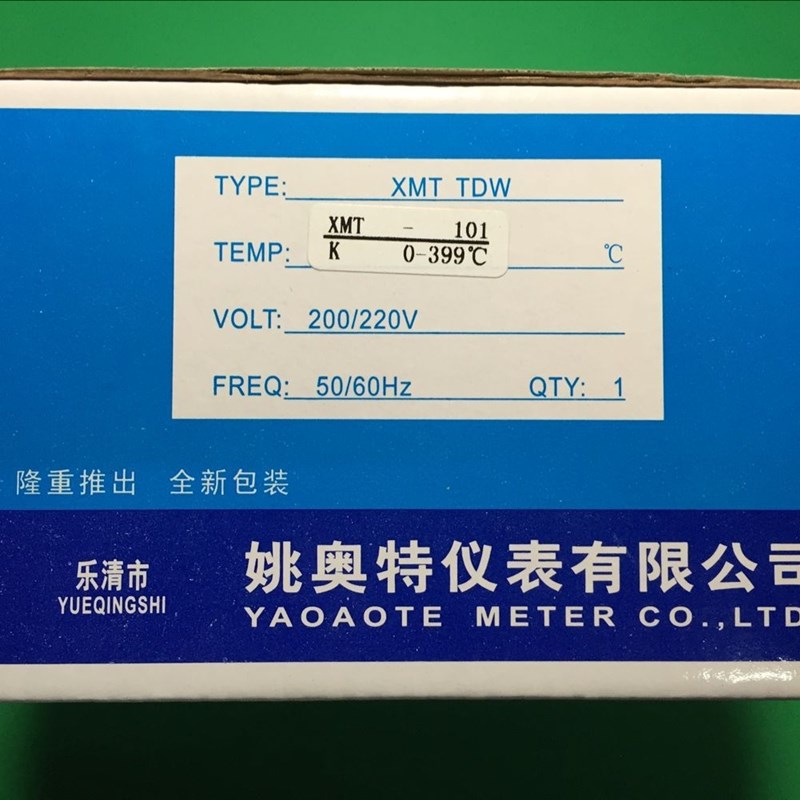 TYPE: XMT TDW
XMT - 101
TEMP: K 0-399℃ ℃
VOLT: 200/220V
FREQ: 50/60Hz QTY: 1
隆重推出 全新包装
乐清市 姚奥特仪表有限公司
YUEQINGSHI YAOAOTE METER CO.,LTD